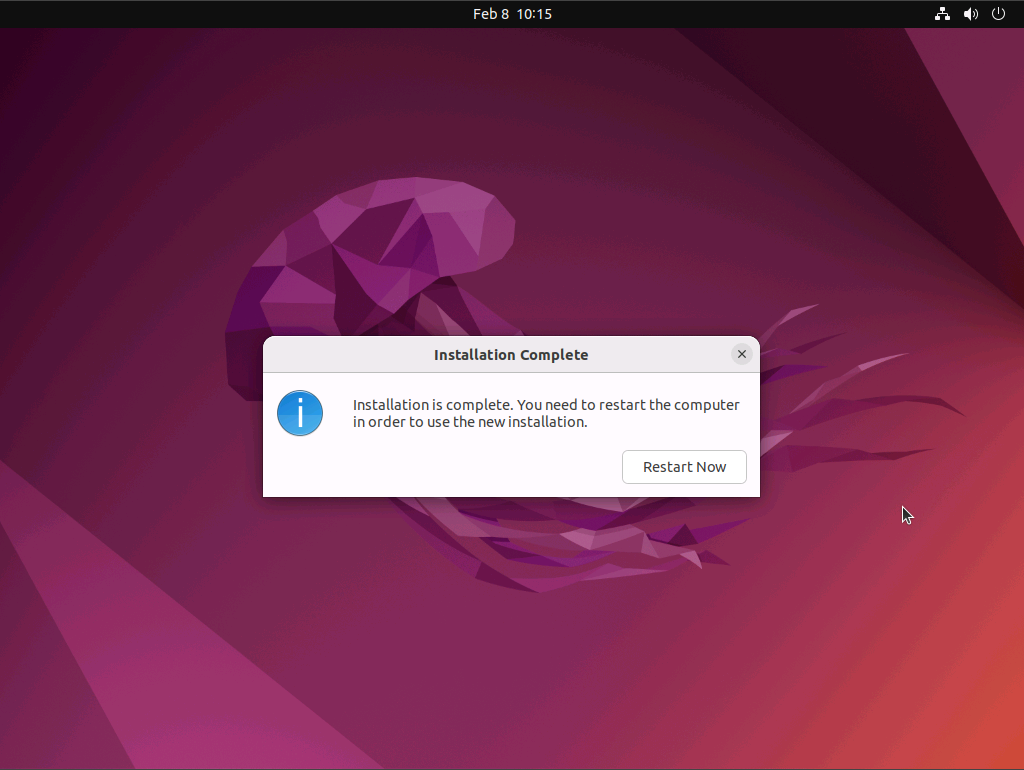 Feb 8 10:15
Installation Complete
Installation is complete. You need to restart the computer
in order to use the new installation.
Restart Now